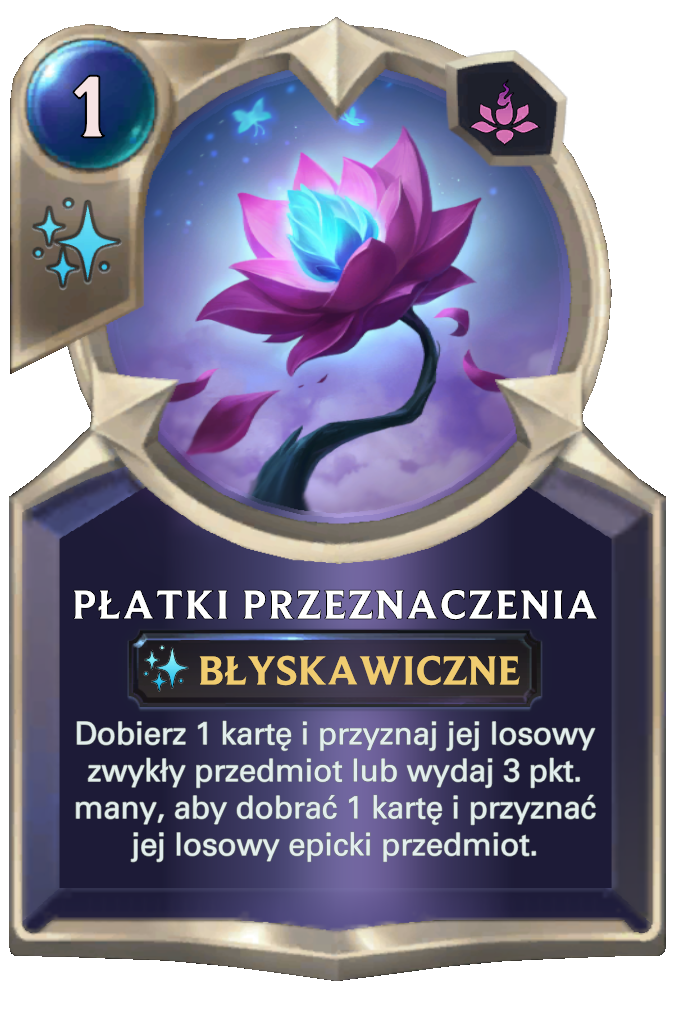 1
PŁATKI PRZEZNACZENIA
BŁYSKAWICZNE
Dobierz 1 kartę i przyznaj jej losowy
zwykły przedmiot lub wydaj 3 pkt.
many, aby dobrać 1 kartę i przyznać
jej losowy epicki przedmiot.